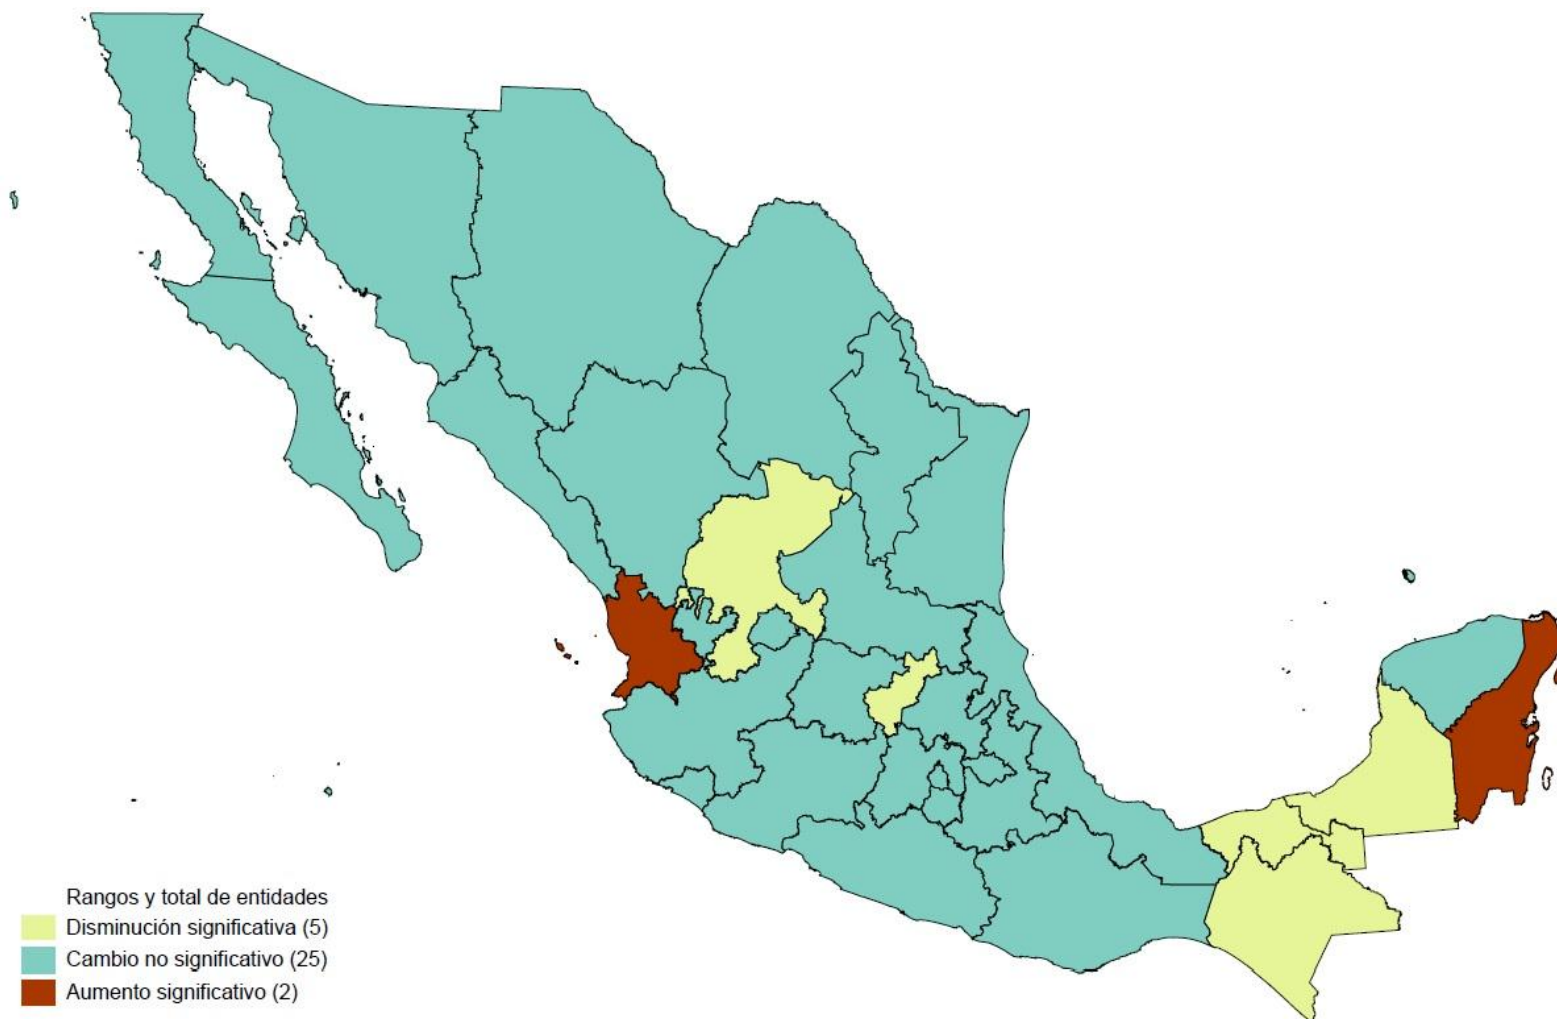 Rangos y total de entidades
Disminución significativa (5)
Cambio no significativo (25)
Aumento significativo (2)